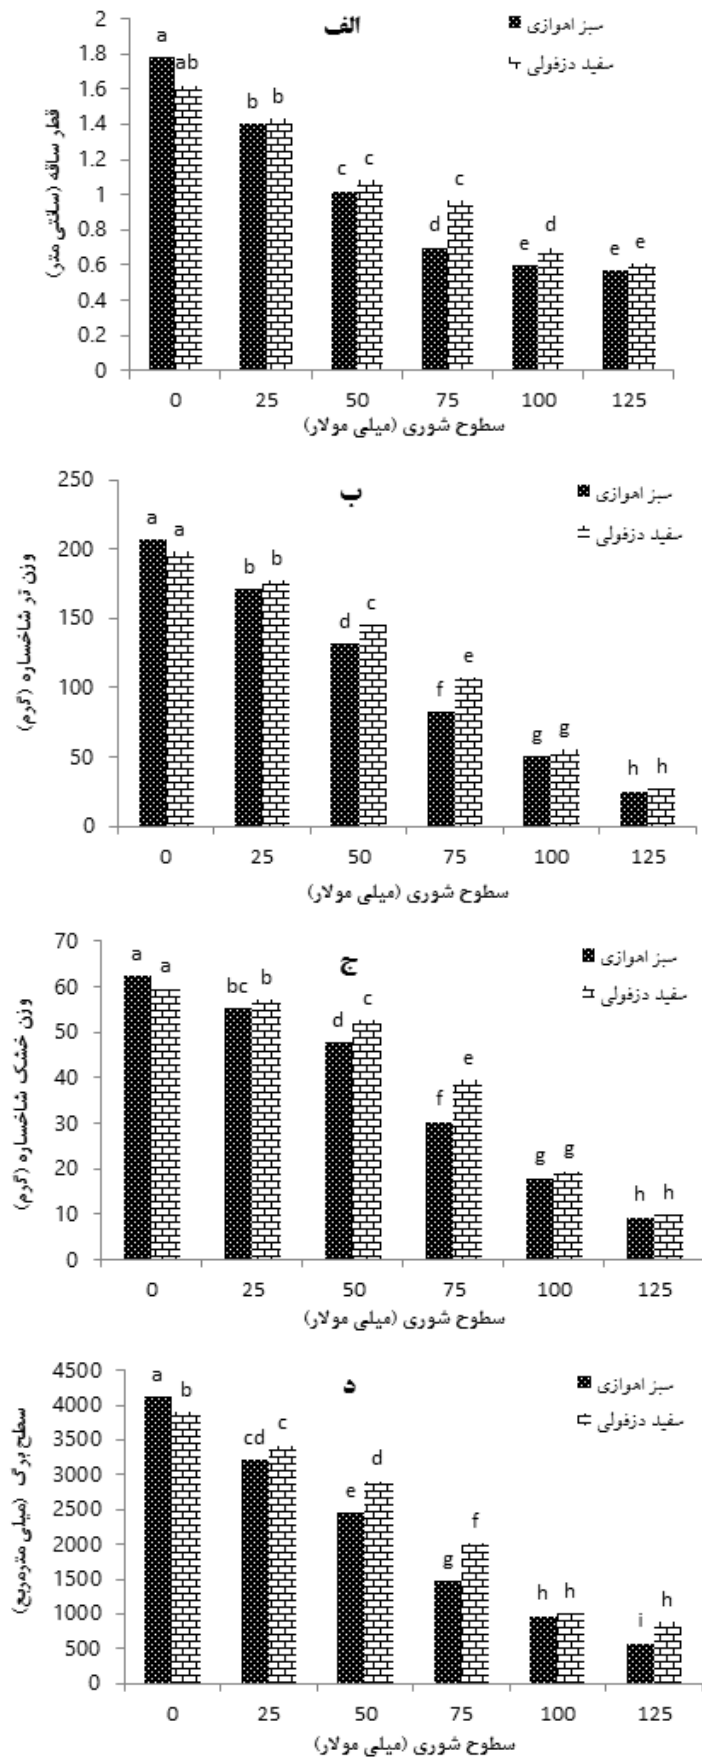 الف
سبز اهوازی
سفید دزفولی
قطر ساقه (سانتی متر)
2
1.8
1.6
1.4
1.2
1
0.8
0.6
0.4
0.2
0
a ab b b c c d c e d e e
0 25 50 75 100 125
سطوح شوری (میلی مولار)
ب
سبز اهوازی
سفید دزفولی
وزن تر شاخساره (گرم)
250
200
150
100
50
0
a a b b d c f e g g h h
0 25 50 75 100 125
سطوح شوری (میلی مولار)
ج
سبز اهوازی
سفید دزفولی
وزن خشک شاخساره (گرم)
70
60
50
40
30
20
10
0
a a bc b d c f e g g h h
0 25 50 75 100 125
سطوح شوری (میلی مولار)
د
سبز اهوازی
سفید دزفولی
سطح برگ (میلی مترمربع)
4500
4000
3500
3000
2500
2000
1500
1000
500
0
a b cd c e d g f h h i h
0 25 50 75 100 125
سطوح شوری (میلی مولار)